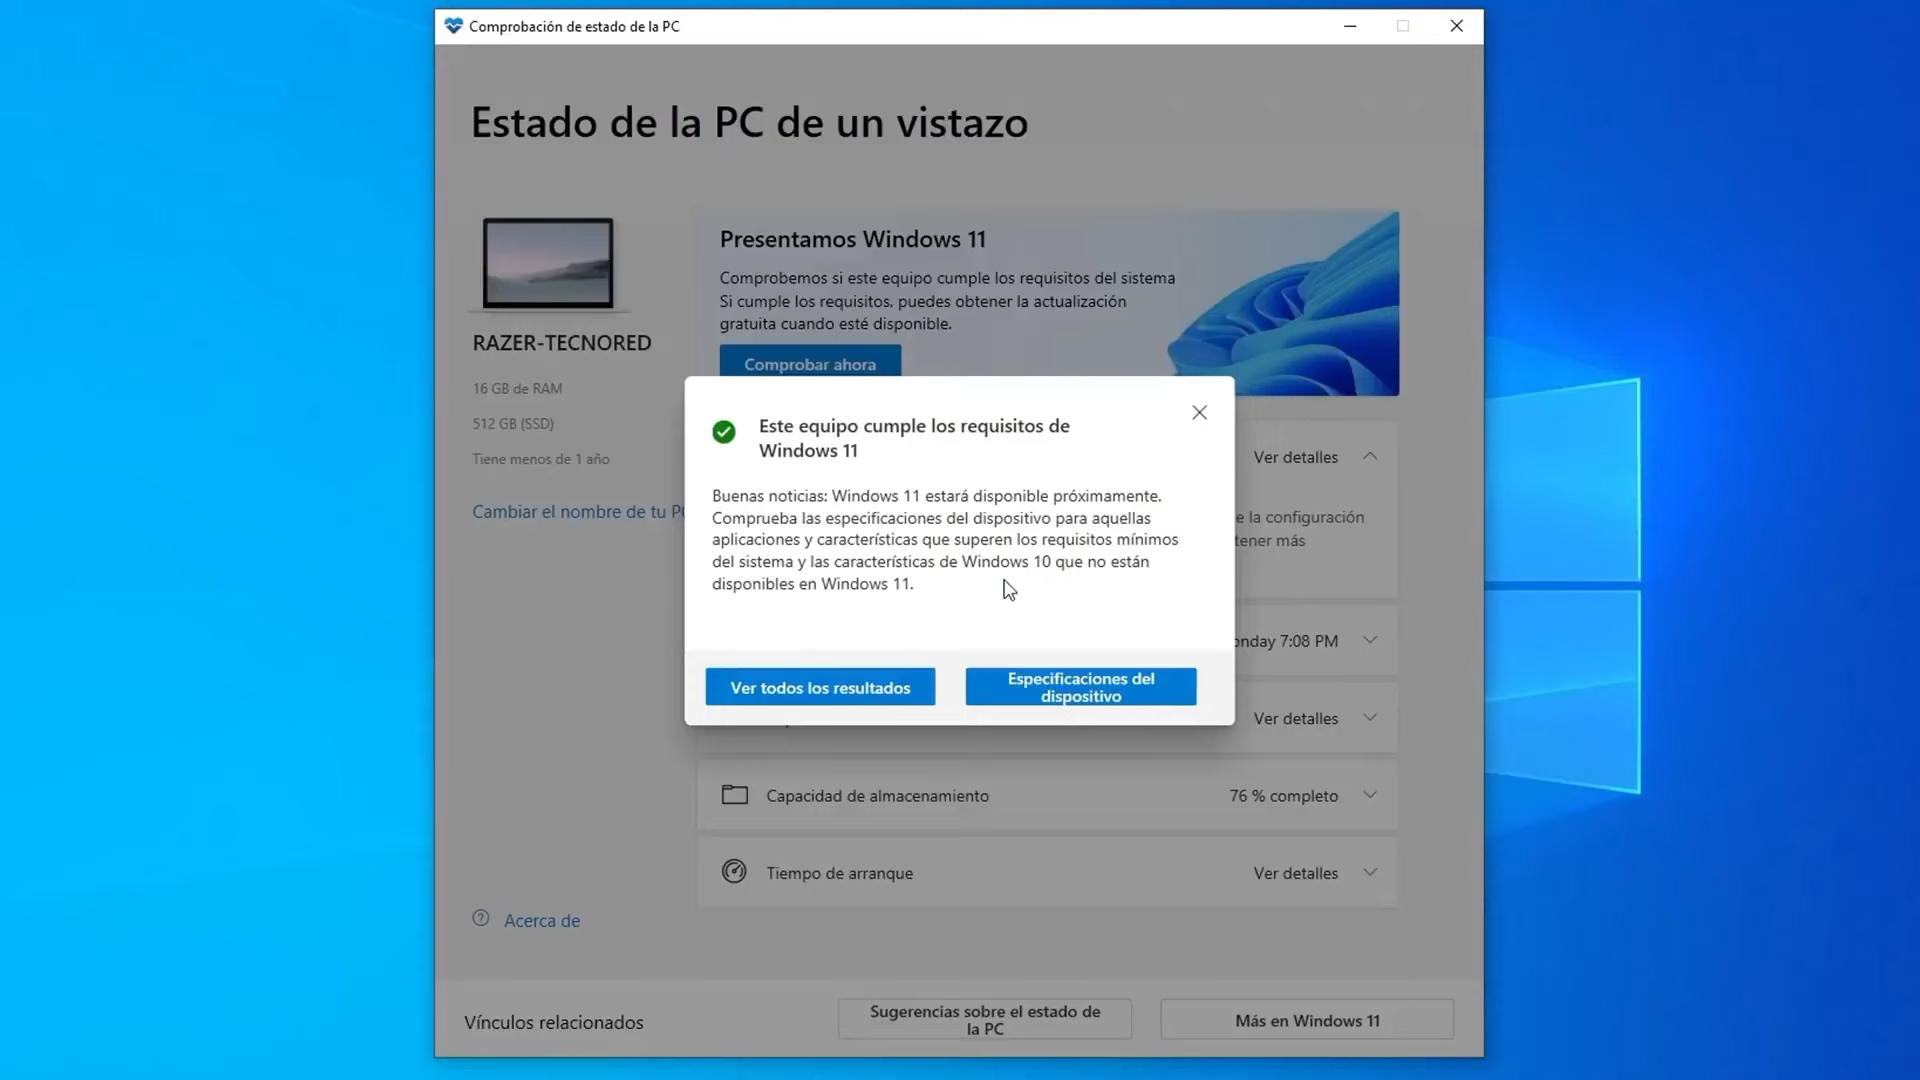 Comprobación de estado de la PC
Estado de la PC de un vistazo
RAZER-TECNORED
16 GB de RAM
512 GB (SSD)
Tiene menos de 1 año
Cambiar el nombre de tu PC
Presentamos Windows 11
Comprobemos si este equipo cumple los requisitos del sistema
Si cumple los requisitos, puedes obtener la actualización
gratuita cuando esté disponible.
Comprobar ahora
Este equipo cumple los requisitos de
Windows 11
Buenas noticias: Windows 11 estará disponible próximamente.
Comprueba las especificaciones del dispositivo para aquellas
aplicaciones y características que superen los requisitos mínimos
del sistema y las características de Windows 10 que no están
disponibles en Windows 11.
Ver todos los resultados
Especificaciones del
dispositivo
Ver detalles
la configuración
tener más
7:08 PM
Ver detalles
Capacidad de almacenamiento
76 % completo
Tiempo de arranque
Ver detalles
Acerca de
Vínculos relacionados
Sugerencias sobre el estado de
la PC
Más en Windows 11